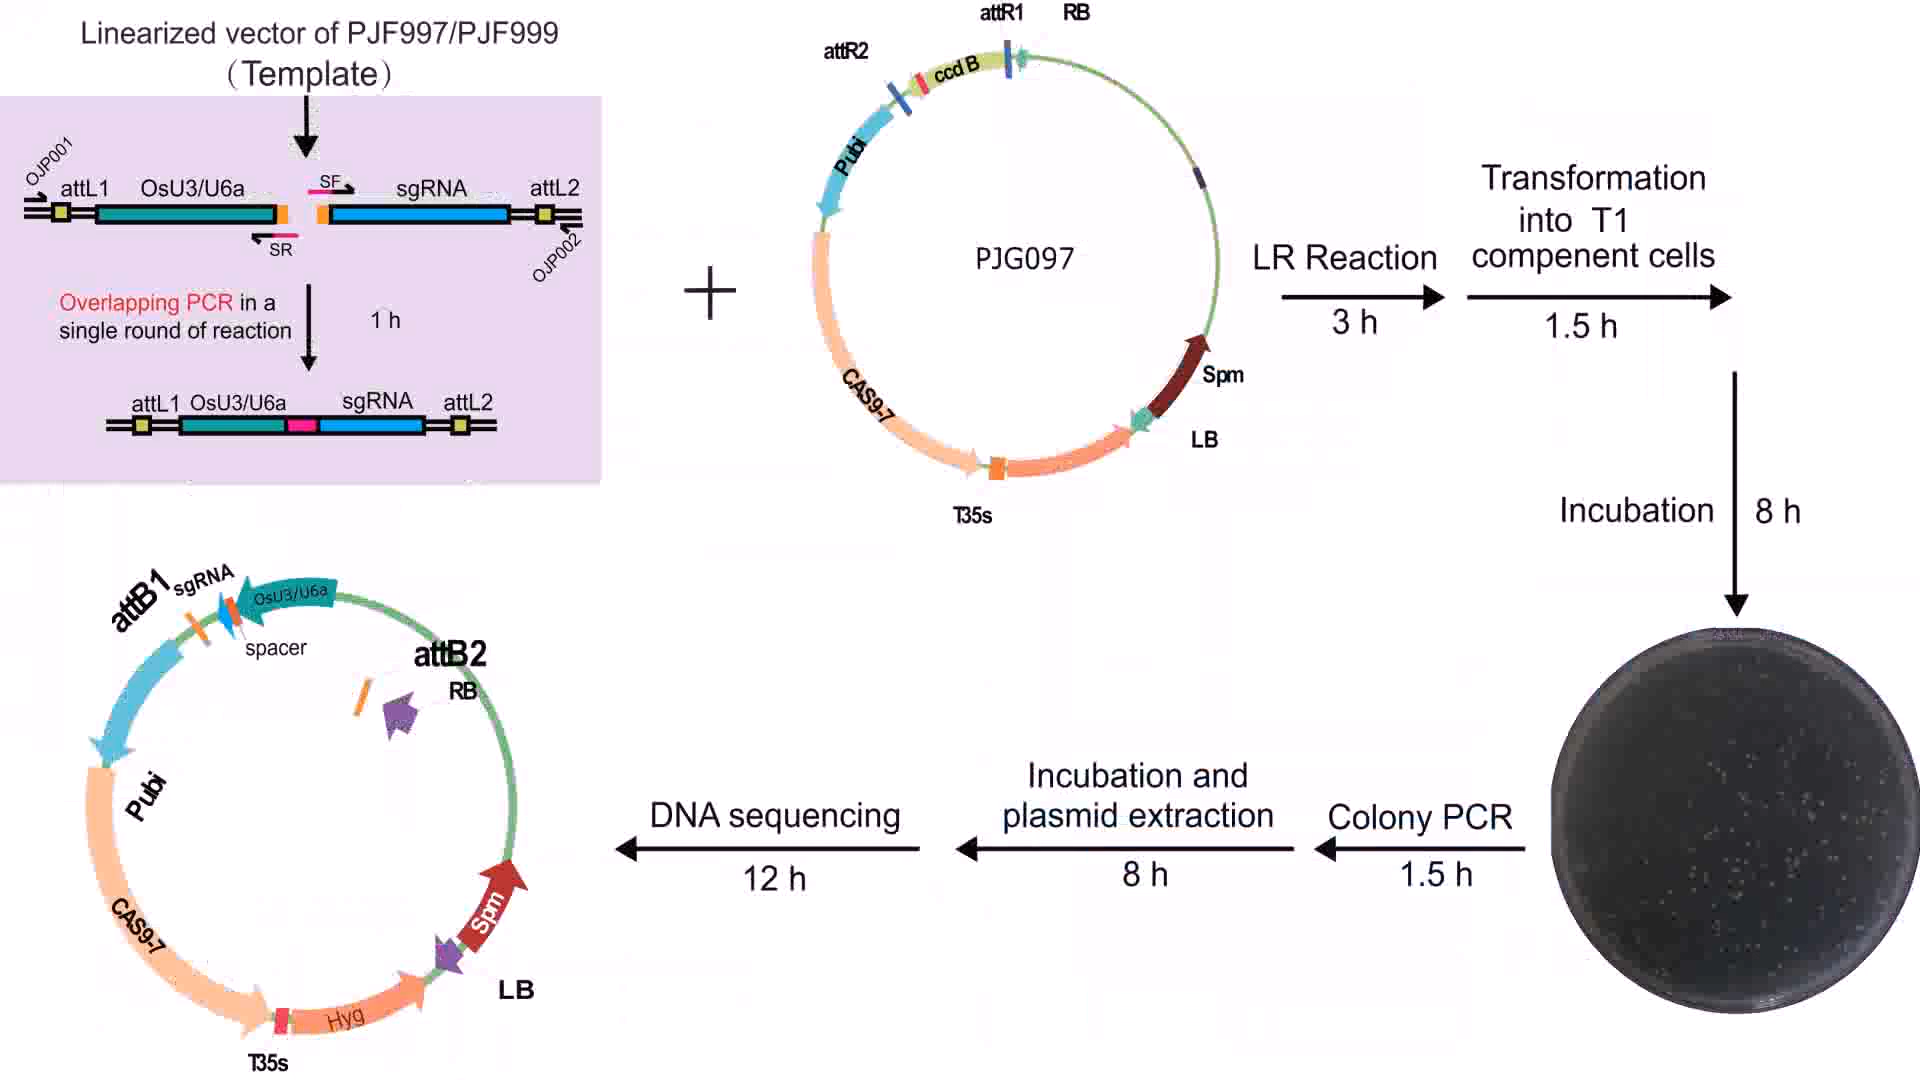 Linearized vector of PJF997/PJF999
(Template)
OJP001
attL1
OsU3/U6a
SF
sgRNA
attL2
SR
OJP002
Overlapping PCR in a
single round of reaction
1 h
attL1
OsU3/U6a
sgRNA
attL2
+
attR1
RB
attR2
ccd B
Pubi
PJG097
CAS9-7
Spm
LB
T35s
LR Reaction
3 h
Transformation
into T1
compenent cells
1.5 h
Incubation
8 h
Colony PCR
1.5 h
Incubation and
plasmid extraction
8 h
DNA sequencing
12 h
attB1
sgRNA
OsU3/U6a
spacer
attB2
RB
Pubi
CAS9-7
Spm
LB
Hyg
T35s